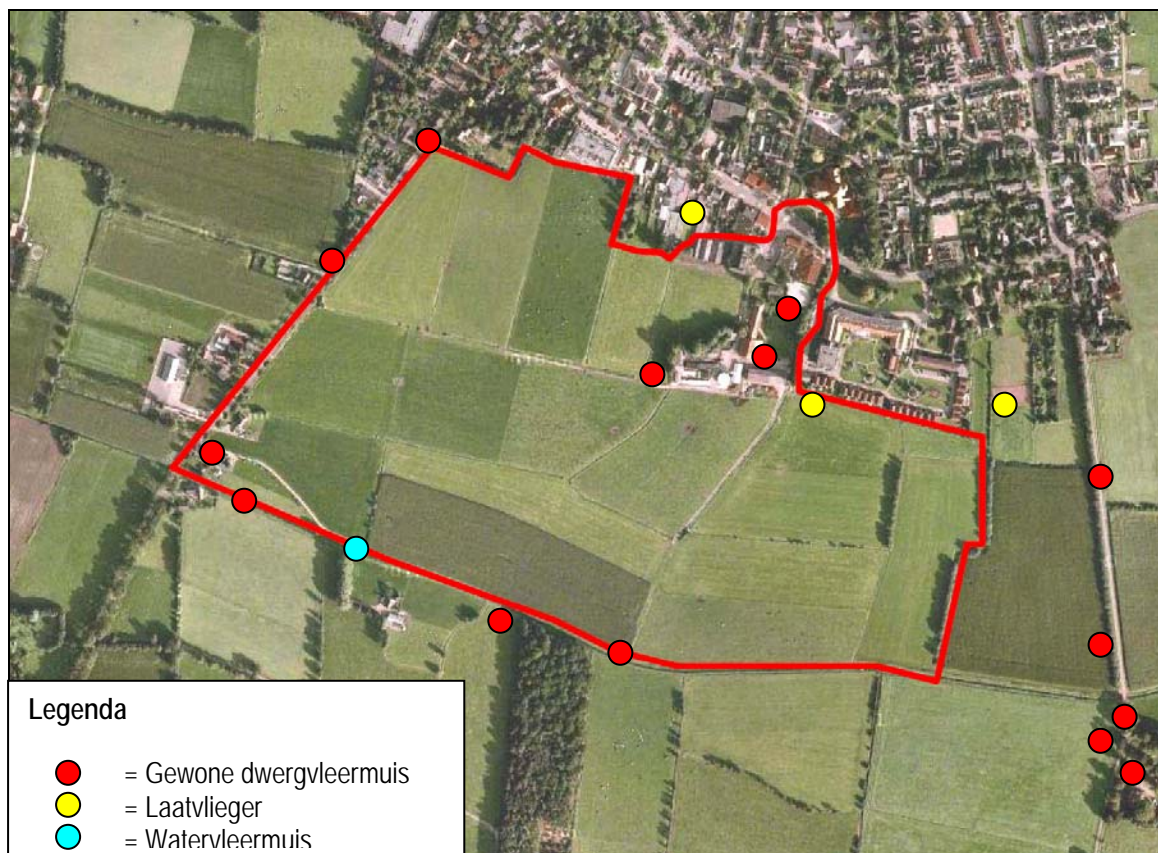 Legenda
= Gewone dwergvleermuis
= Laatvlieger
= Watervleermuis